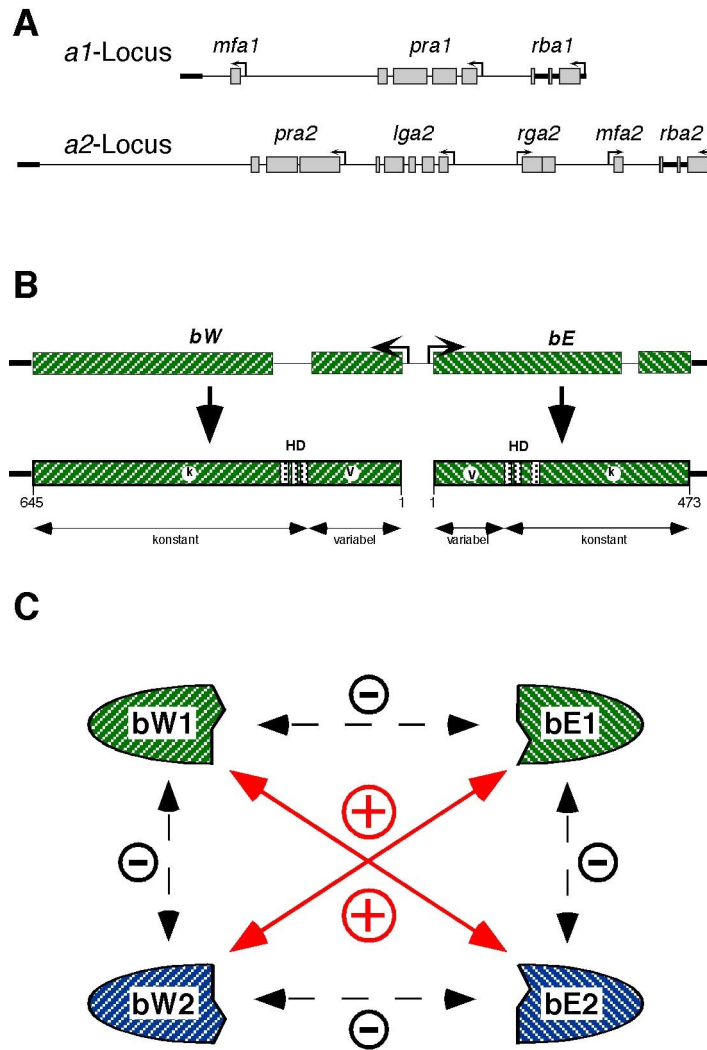 A
a1-Locus
mfa1 pra1 rba1
a2-Locus
pra2 lga2 rga2 mfa2 rba2
B
bW bE
HD HD
k v v k
645 1 1 473
konstant variabel variabel konstant
C
-
bW1 bE1
+
- -
+
bW2 bE2
-